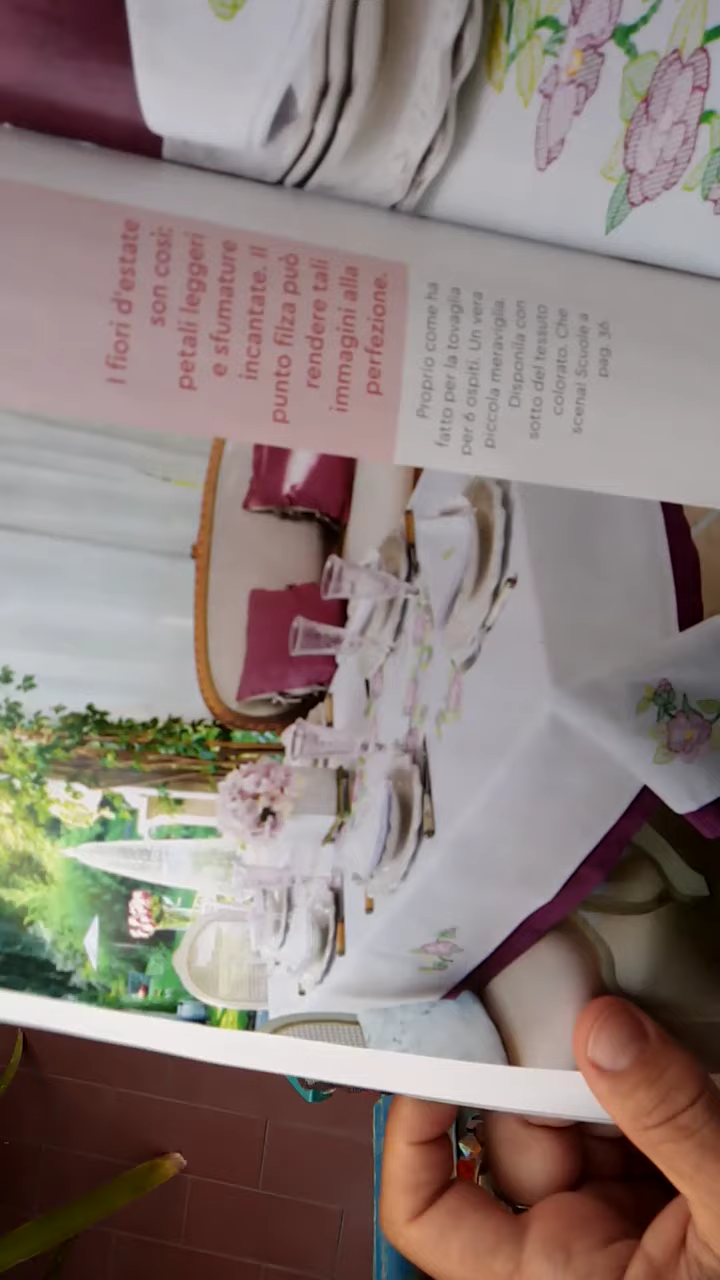 I fiori d'estate
son così:
petali leggeri
e sfumature
incantate. Il
punto filza può
rendere tali
immagini alla
perfezione.
Proprio come ha
fatto per la tovaglia
per 6 ospiti. Un vera
piccola meraviglia.
Disponila con
sotto del tessuto
colorato. Che
scena! Scuole a
pag. 36